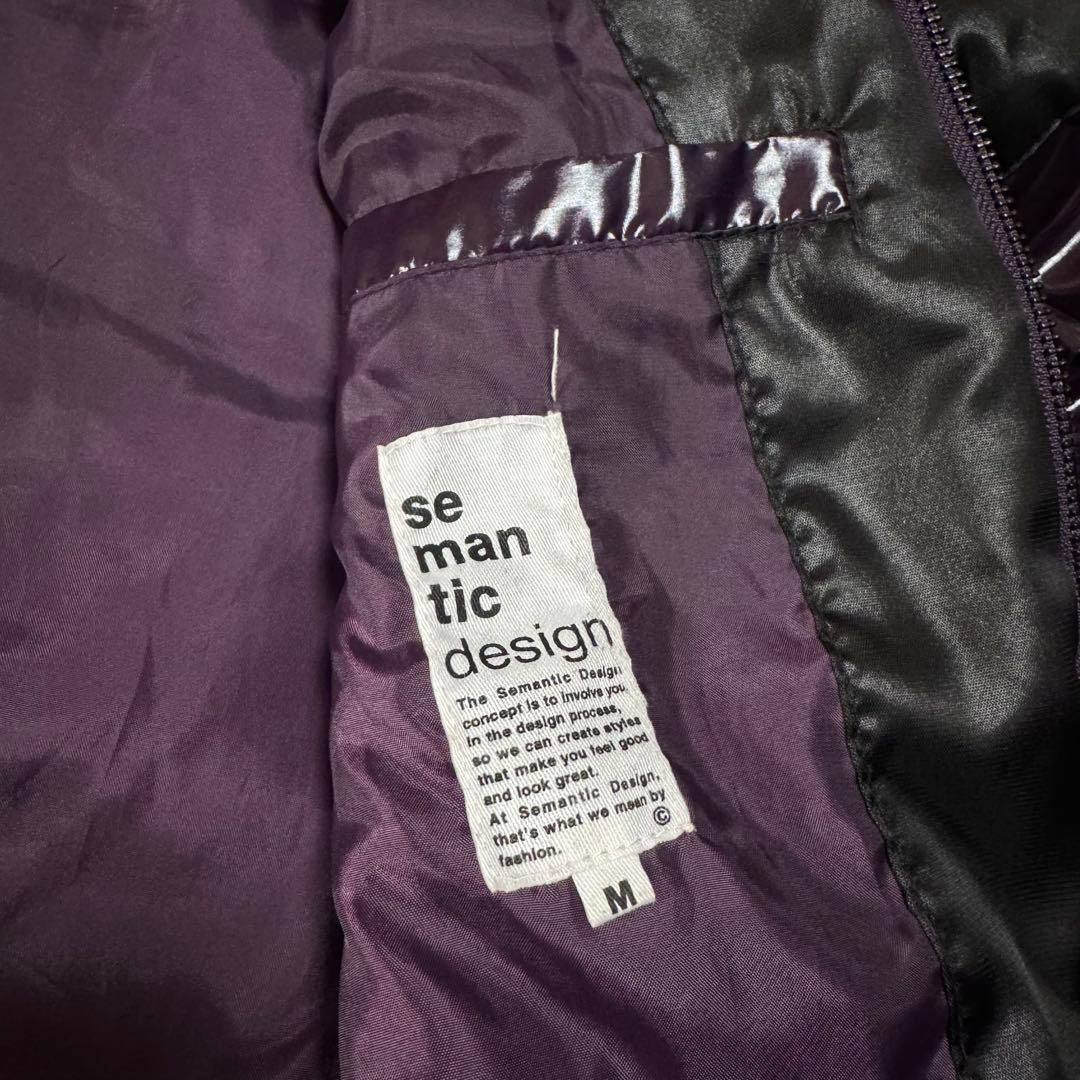 se
man
tic
design
The Semantic Design
concept is to involve you
in the design process,
so we can create styles
that make you feel good
and look great.
At Semantic Design,
that's what we mean by
fashion. ©
M